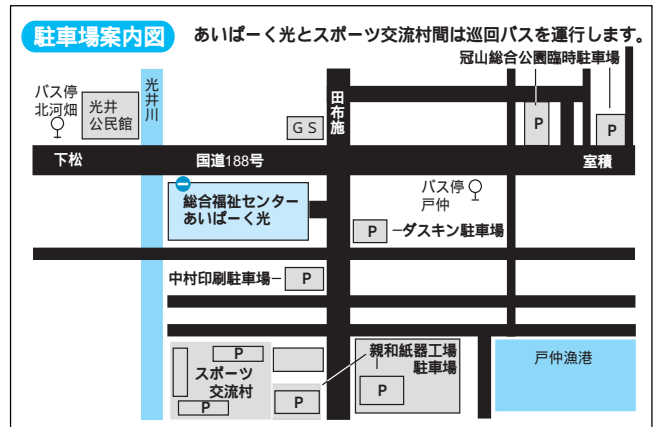 駐車場案内図
あいぱーく光とスポーツ交流村間は巡回バスを運行します。
冠山総合公園臨時駐車場
バス停
北河畑
光井
公民館
光井川
田布施
GS
P
P
下松
国道188号
室積
総合福祉センター
あいぱーく光
バス停
戸仲
P
ダスキン駐車場
中村印刷駐車場
P
P
スポーツ
交流村
P
P
親和紙器工場
駐車場
P
戸仲漁港